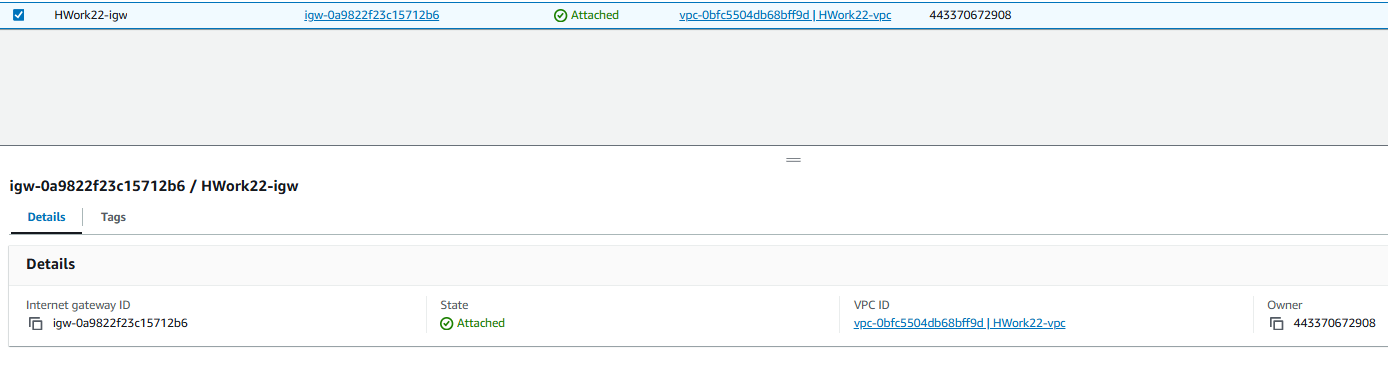 HWork22-igw igw-0a9822f23c15712b6 Attached vpc-0bfc5504db68bff9d | HWork22-vpc 443370672908
igw-0a9822f23c15712b6 / HWork22-igw
Details Tags
Details
Internet gateway ID State VPC ID Owner
igw-0a9822f23c15712b6 Attached vpc-0bfc5504db68bff9d | HWork22-vpc 443370672908